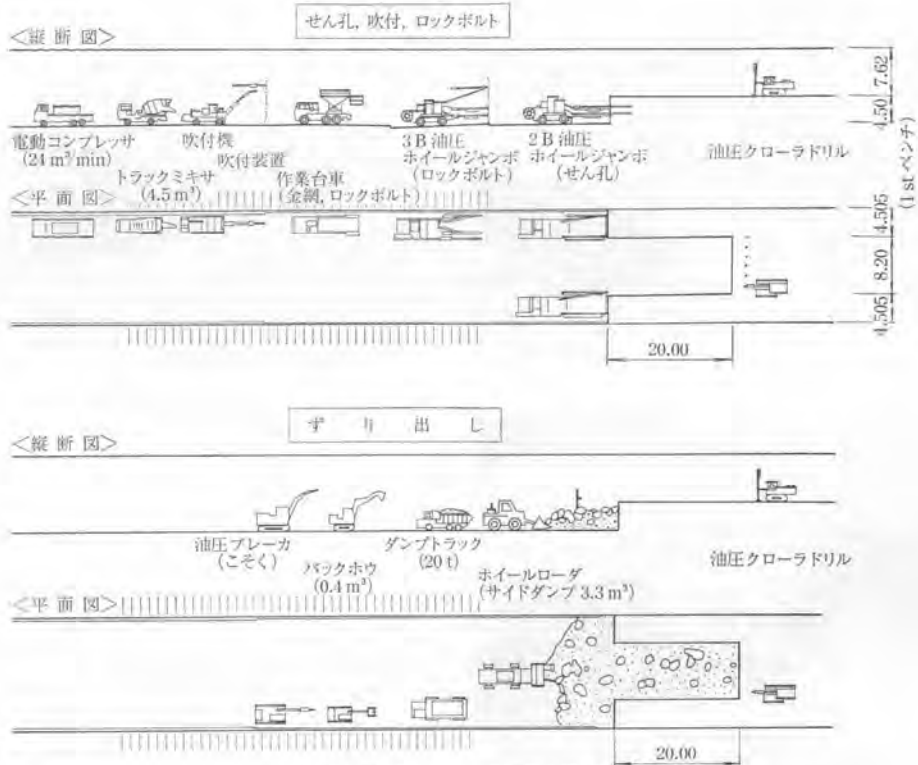 せん孔, 吹付, ロックボルト
<縦断図>
7.62
4.50
(1stベンチ)
電動コンプレッサ
(24 m³/min)
トラックミキサ
(4.5 m³)
吹付機
吹付装置
作業台車
(金網, ロックボルト)
3B油圧
ホイールジャンボ
(ロックボルト)
2B油圧
ホイールジャンボ
(せん孔)
油圧クローラドリル
<平面図>
4.505
8.20
4.505
20.00
ずり出し
<縦断図>
油圧ブレーカ
(こそく)
バックホウ
(0.4 m³)
ダンプトラック
(20 t)
ホイールローダ
(サイドダンプ 3.3 m³)
油圧クローラドリル
<平面図>
20.00